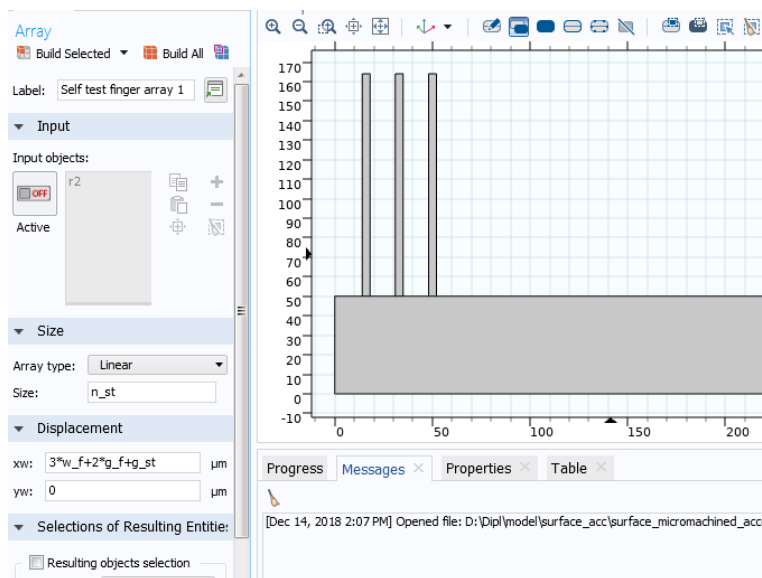 Array
Build Selected Build All
Label: Self test finger array 1
Input
Input objects:
OFF
Active
r2
Size
Array type: Linear
Size: n_st
Displacement
xw: 3*w_f+2*g_f+g_st µm
yw: 0 µm
Selections of Resulting Entities
Resulting objects selection
170
160
150
140
130
120
110
100
90
80
70
60
50
40
30
20
10
0
-10
0 50 100 150 200
Progress Messages Properties Table
[Dec 14, 2018 2:07 PM] Opened file: D:\Dipl\model\surface_acc\surface_micromachined_acc